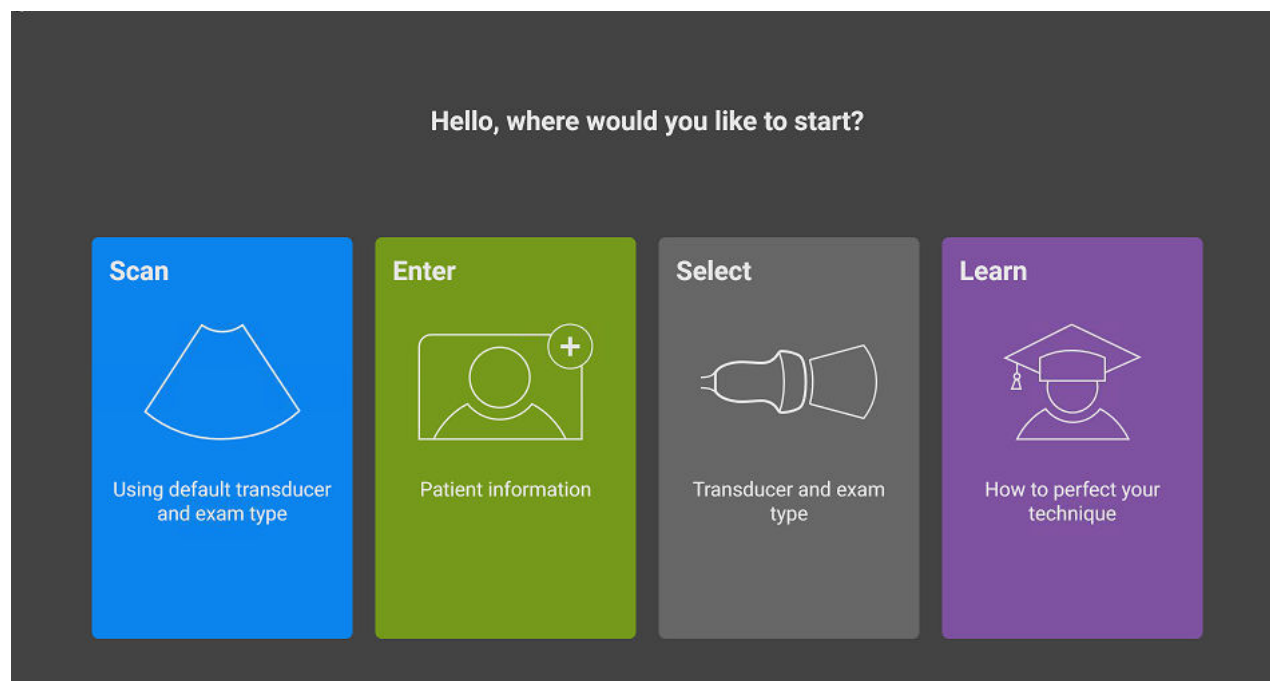 Hello, where would you like to start?
Scan
Using default transducer
and exam type
Enter
Patient information
Select
Transducer and exam
type
Learn
How to perfect your
technique